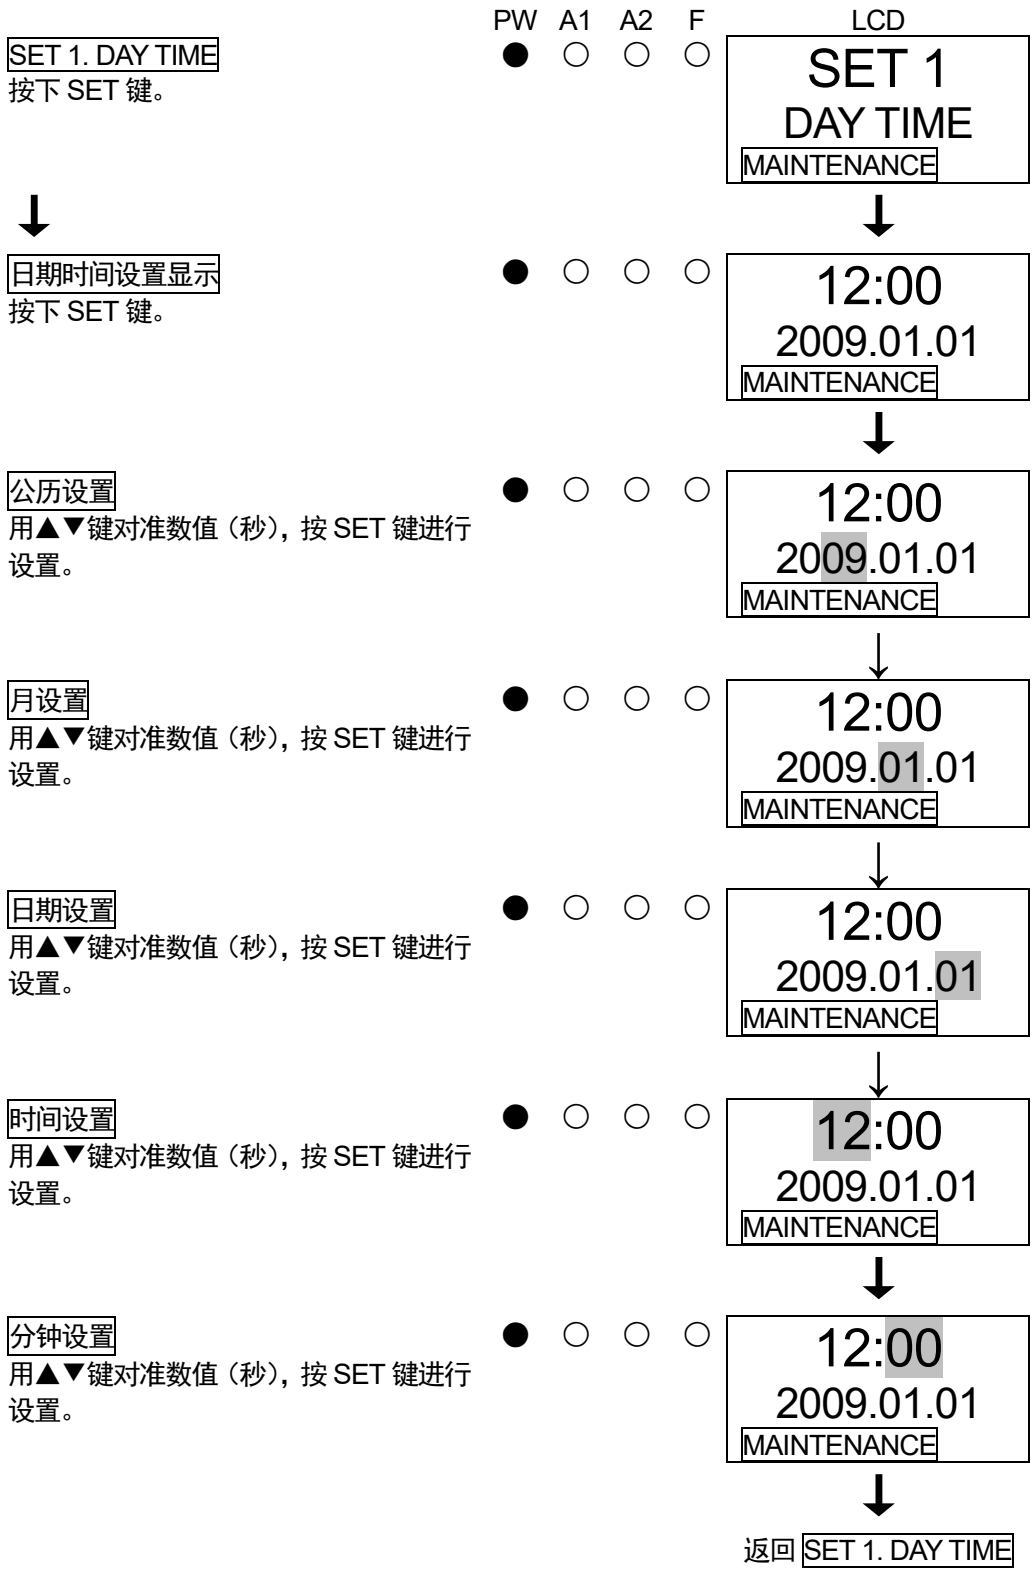 PW A1 A2 F LCD
SET 1. DAY TIME
按下 SET 键。
SET 1
DAY TIME
MAINTENANCE
日期时间设置显示
按下 SET 键。
12:00
2009.01.01
MAINTENANCE
公历设置
用▲▼键对准数值（秒），按 SET 键进行
设置。
12:00
2009.01.01
MAINTENANCE
月设置
用▲▼键对准数值（秒），按 SET 键进行
设置。
12:00
2009.01.01
MAINTENANCE
日期设置
用▲▼键对准数值（秒），按 SET 键进行
设置。
12:00
2009.01.01
MAINTENANCE
时间设置
用▲▼键对准数值（秒），按 SET 键进行
设置。
12:00
2009.01.01
MAINTENANCE
分钟设置
用▲▼键对准数值（秒），按 SET 键进行
设置。
12:00
2009.01.01
MAINTENANCE
返回 SET 1. DAY TIME